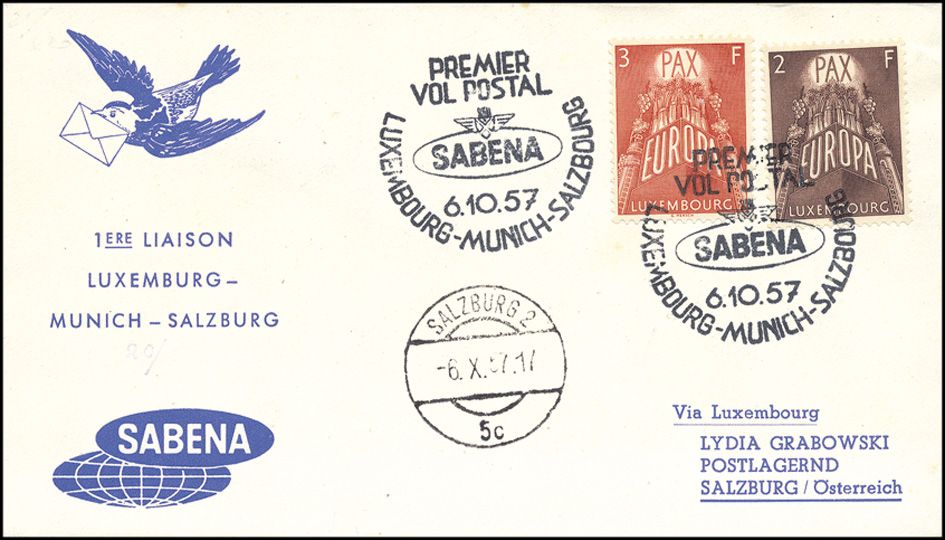 1ERE LIAISON
LUXEMBURG –
MUNICH – SALZBURG
SABENA
PREMIER
VOL POSTAL
SABENA
6.10.57
LUXEMBOURG-MUNICH-SALZBOURG
3 F
PAX
EUROPA
LUXEMBOURG
2 F
PAX
EUROPA
LUXEMBOURG
PREMIER
VOL POSTAL
SABENA
6.10.57
LUXEMBOURG-MUNICH-SALZBOURG
SALZBURG 2
-6. X. 57.17
5c
Via Luxembourg
LYDIA GRABOWSKI
POSTLAGERND
SALZBURG / Österreich